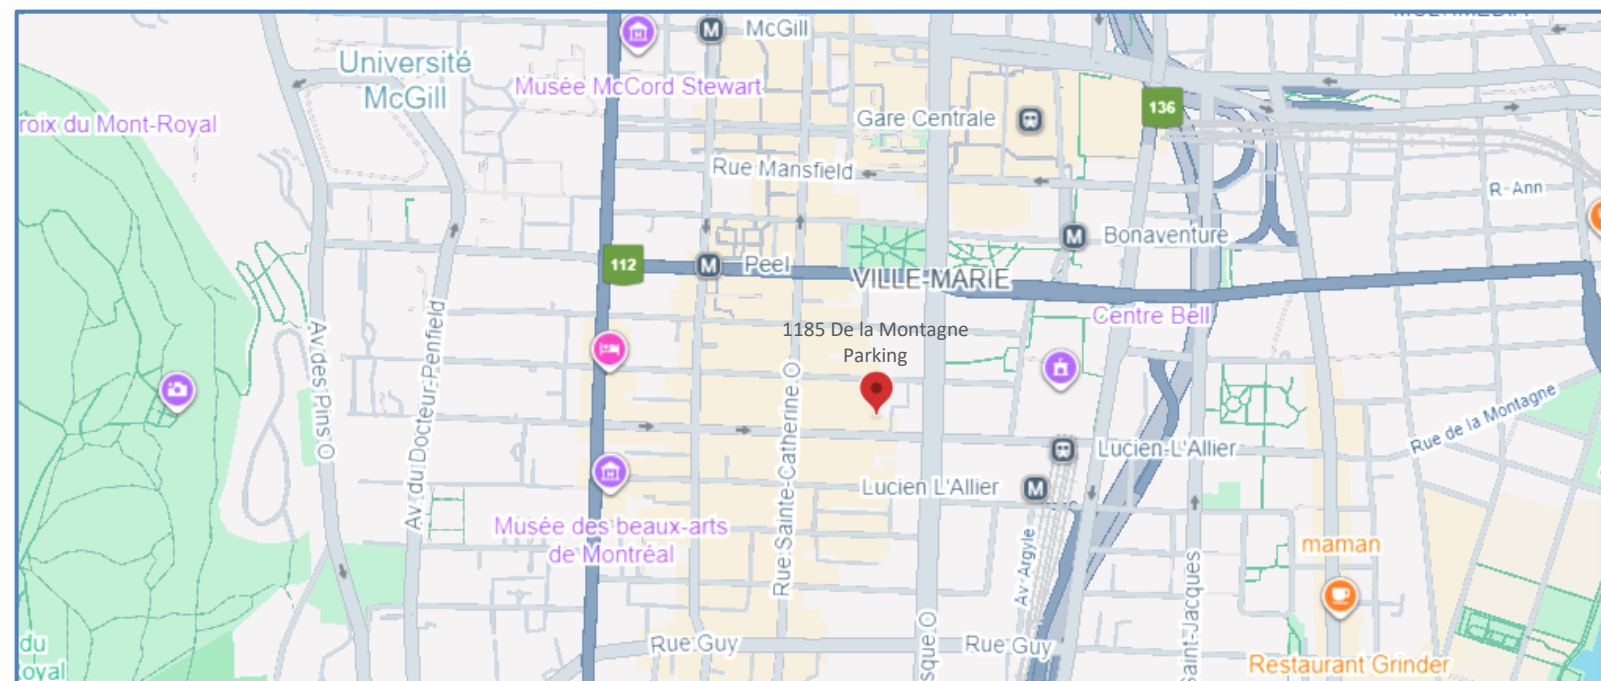 McGill
Université
McGill
Musée McCord Stewart
roix du Mont-Royal
Gare Centrale
136
Rue Mansfield
R-Ann
Bonaventure
112
Peel
VILLE-MARIE
Centre Bell
1185 De la Montagne
Parking
Av. des Pins O
Av. du Docteur-Penfield
Rue Sainte-Catherine O
Rue de la Montagne
Lucien-L'Allier
Lucien L'Allier
Musée des beaux-arts
de Montréal
Av. Argyle
maman
Saint-Jacques
Rue Guy
sque O
Rue Guy
Restaurant Grinder
du
oyal